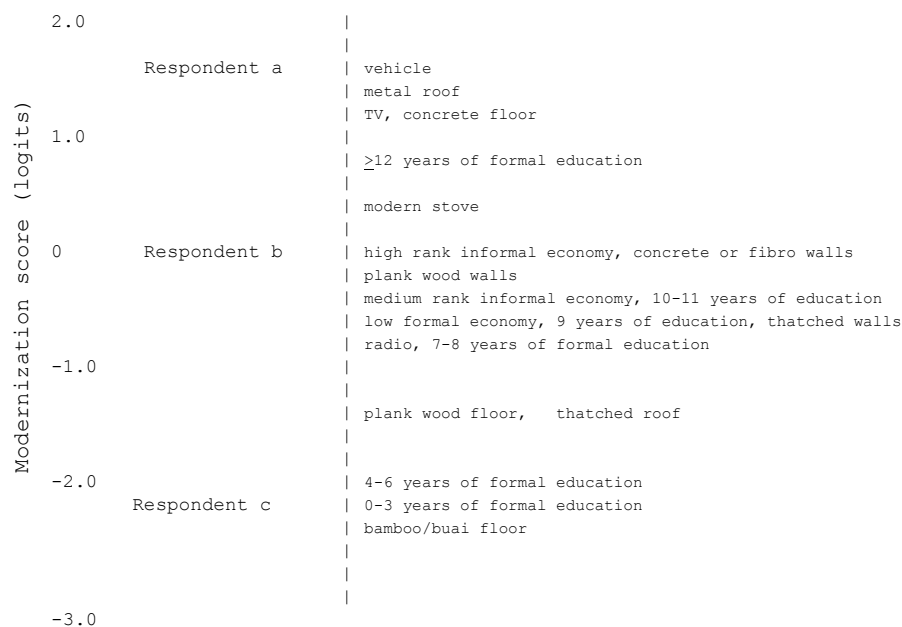 Modernization score (logits)
2.0 |
|
Respondent a | vehicle
| metal roof
| TV, concrete floor
1.0 |
| >12 years of formal education
|
| modern stove
|
0 Respondent b | high rank informal economy, concrete or fibro walls
| plank wood walls
| medium rank informal economy, 10-11 years of education
| low formal economy, 9 years of education, thatched walls
| radio, 7-8 years of formal education
-1.0 |
|
| plank wood floor, thatched roof
|
|
-2.0 | 4-6 years of formal education
Respondent c | 0-3 years of formal education
| bamboo/buai floor
|
|
|
-3.0